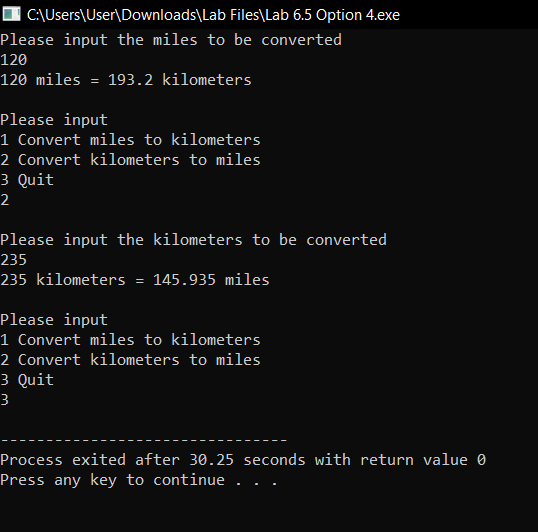 C:\Users\User\Downloads\Lab Files\Lab 6.5 Option 4.exe
Please input the miles to be converted
120
120 miles = 193.2 kilometers
Please input
1 Convert miles to kilometers
2 Convert kilometers to miles
3 Quit
2
Please input the kilometers to be converted
235
235 kilometers = 145.935 miles
Please input
1 Convert miles to kilometers
2 Convert kilometers to miles
3 Quit
3
--------------------------------
Process exited after 30.25 seconds with return value 0
Press any key to continue . . .